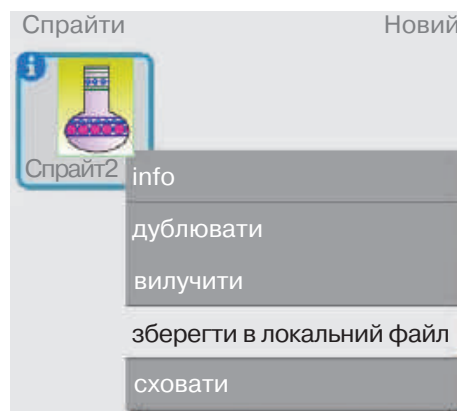 Спрайти Новий
Спрайт2
info
дублювати
вилучити
зберегти в локальний файл
сховати